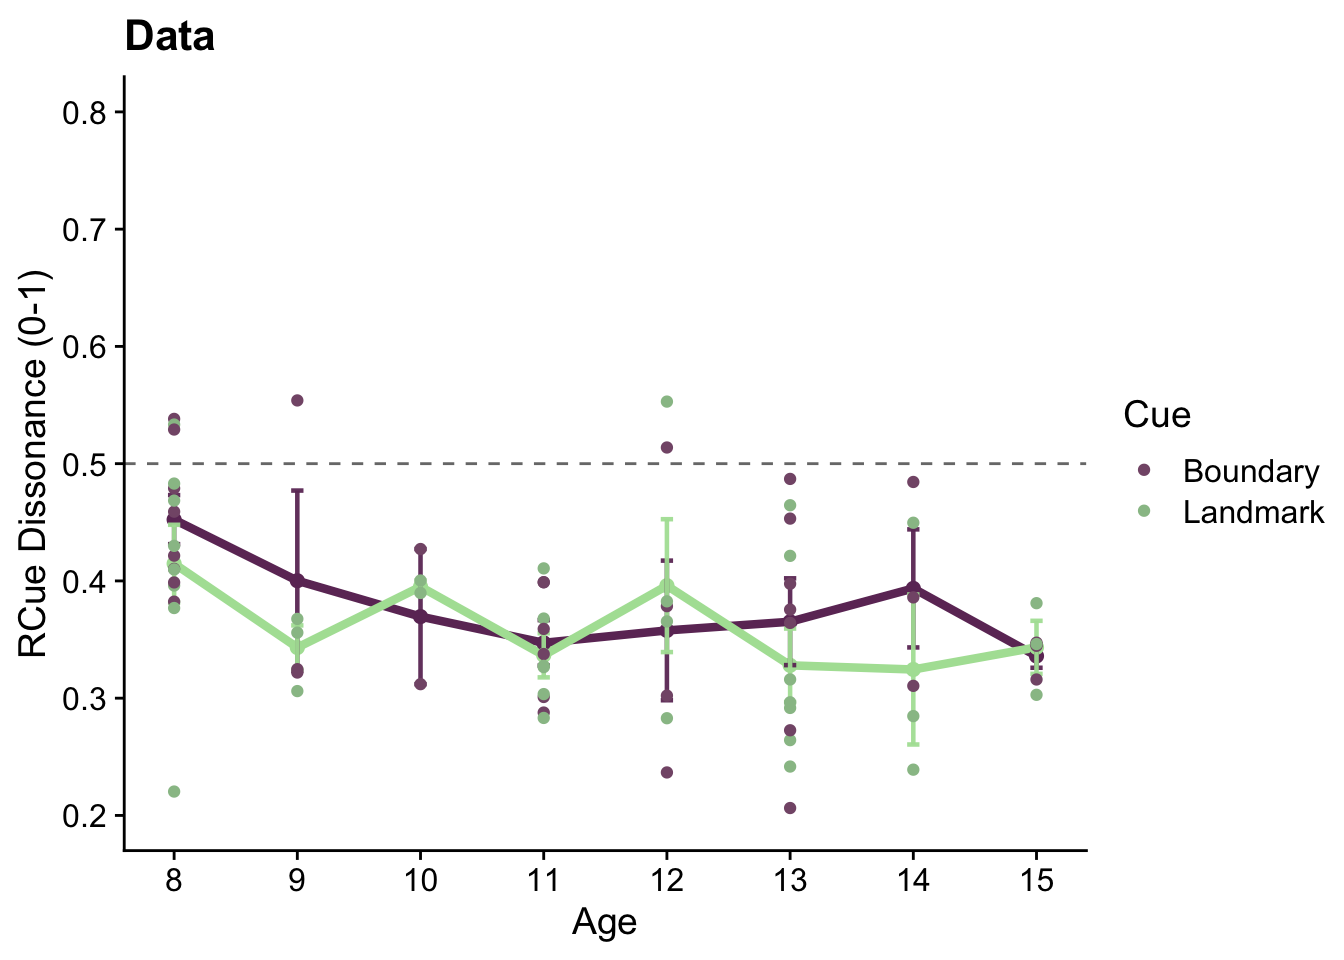 Data
RCue Dissonance (0-1)
0.8
0.7
0.6
0.5
0.4
0.3
0.2
8 9 10 11 12 13 14 15
Age
Cue
Boundary
Landmark